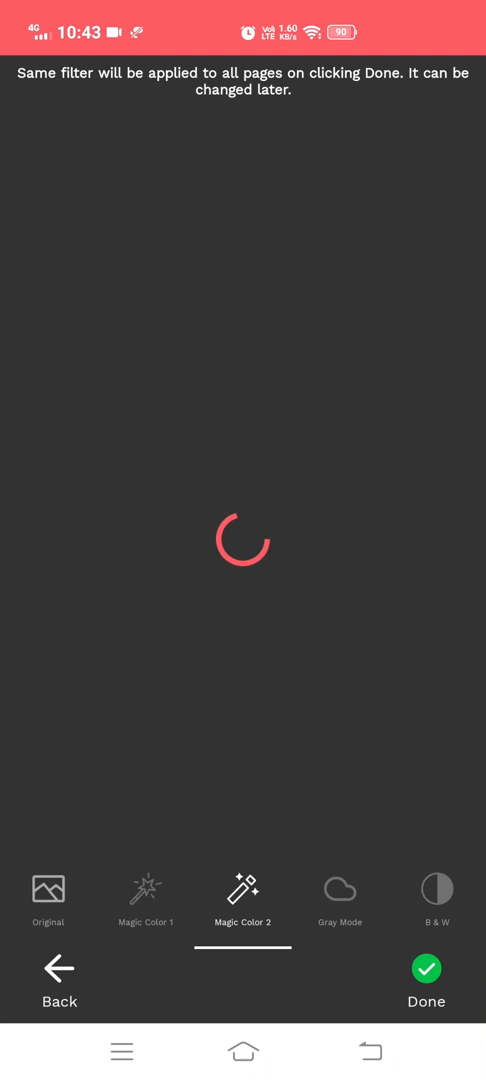 4G 10:43 VoD LTE 1.60 KB/s 90
Same filter will be applied to all pages on clicking Done. It can be
changed later.
Original Magic Color 1 Magic Color 2 Gray Mode B & W
Back Done